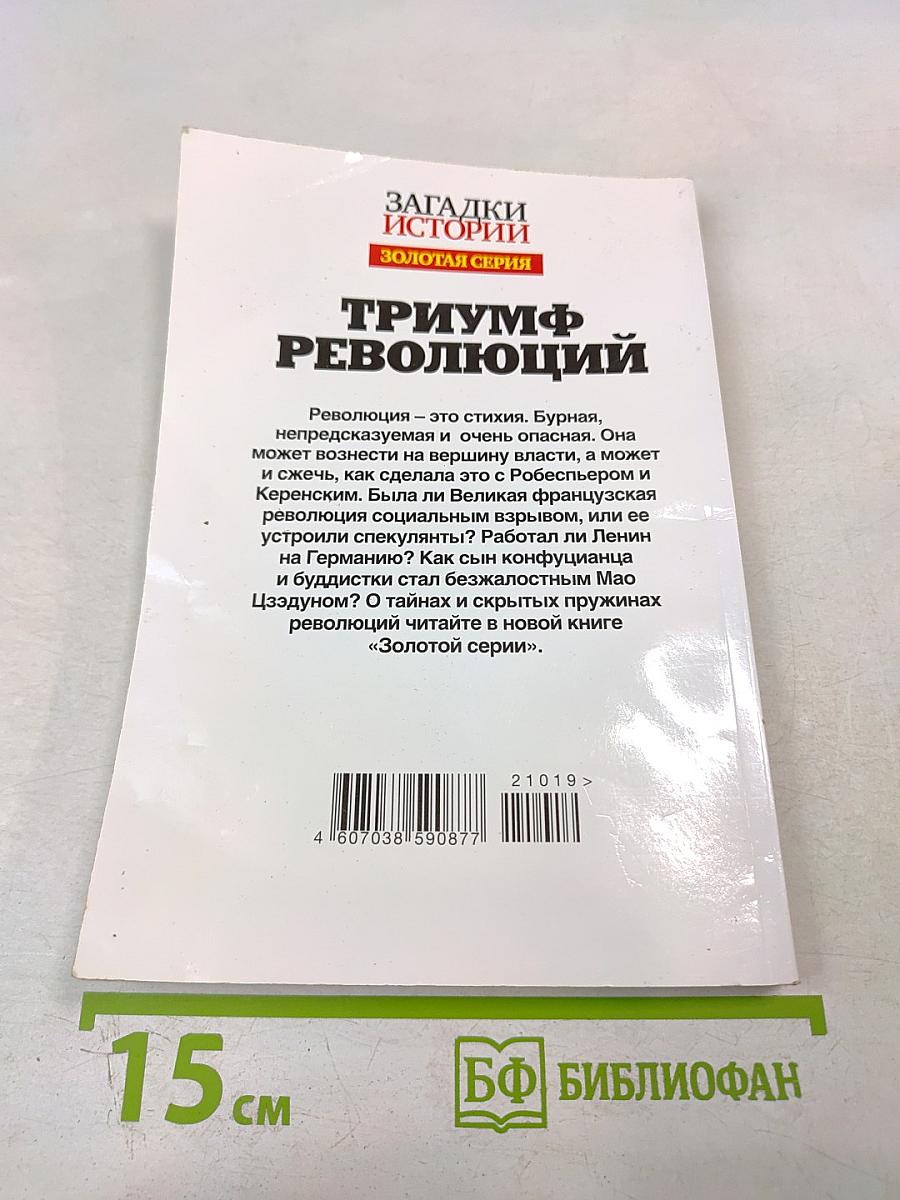 ЗАГАДКИ
ИСТОРИИ
ЗОЛОТАЯ СЕРИЯ
ТРИУМФ
РЕВОЛЮЦИЙ
Революция – это стихия. Бурная,
непредсказуемая и очень опасная. Она
может вознести на вершину власти, а может
и сжечь, как сделала это с Робеспьером и
Керенским. Была ли Великая французская
революция социальным взрывом, или ее
устроили спекулянты? Работал ли Ленин
на Германию? Как сын конфуцианца
и буддистки стал безжалостным Мао
Цзэдуном? О тайнах и скрытых пружинах
революций читайте в новой книге
«Золотой серии».
21019>
4 607038 590877
15 см
БФ БИБЛИОФАН